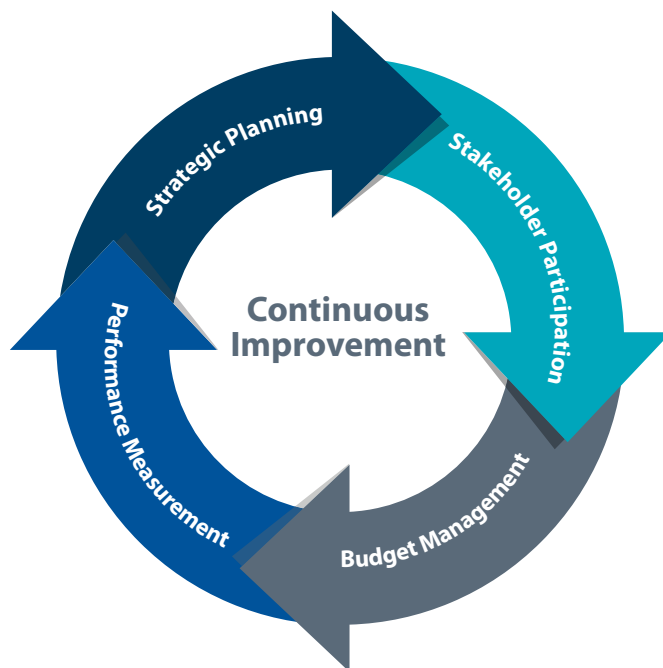 Strategic Planning
Stakeholder Participation
Continuous
Improvement
Performance Measurement
Budget Management